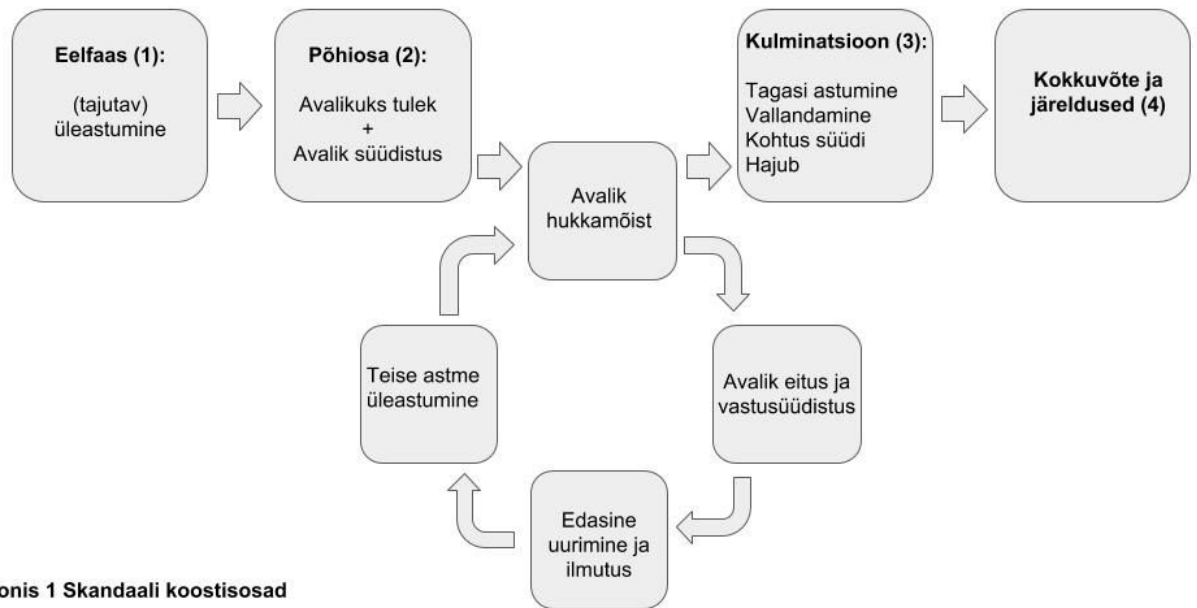 Eelfaas (1):
(tajutav)
üleastumine
Põhiosa (2):
Avalikuks tulek
+
Avalik süüdistus
Kulminatsioon (3):
Tagasi astumine
Vallandamine
Kohtus süüdi
Hajub
Kokkuvõte ja
järeldused (4)
Avalik
hukkamõist
Avalik eitus ja
vastusüüdistus
Edasine
uurimine ja
ilmutus
Teise astme
üleastumine
onis 1 Skandaali koostisosad